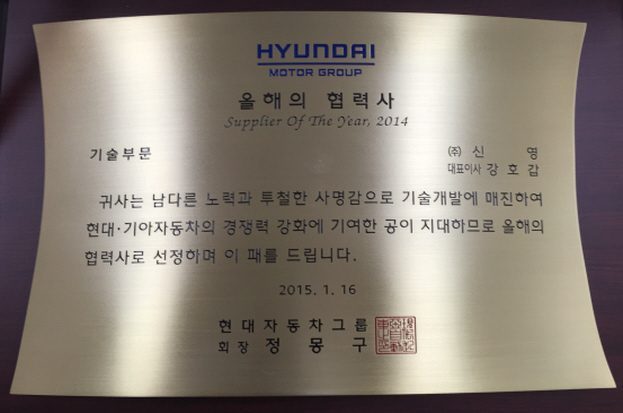 HYUNDAI
MOTOR GROUP
올해의 협력사
Supplier Of The Year, 2014
기술부문
㈜ 신 영
대표이사 강 호 갑
귀사는 남다른 노력과 투철한 사명감으로 기술개발에 매진하여
현대·기아자동차의 경쟁력 강화에 기여한 공이 지대하므로 올해의
협력사로 선정하며 이 패를 드립니다.
2015. 1. 16
현대자동차그룹
회장 정 몽 구